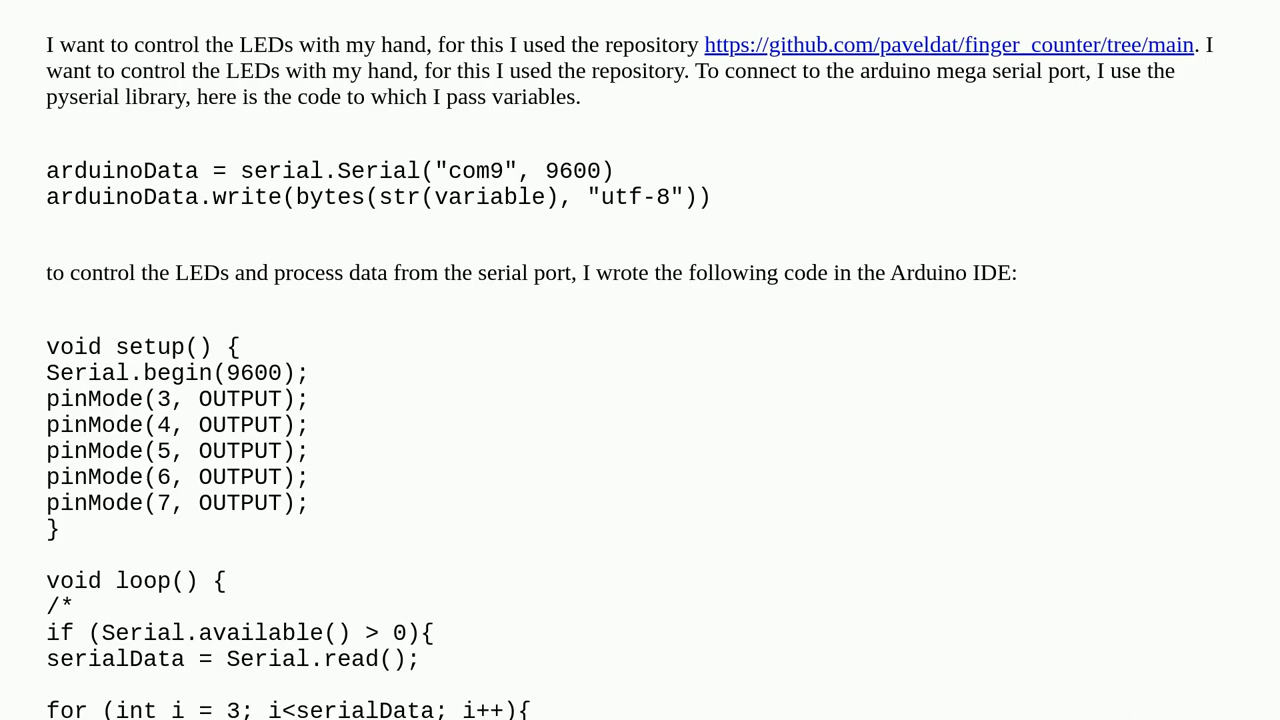 I want to control the LEDs with my hand, for this I used the repository https://github.com/paveldat/finger_counter/tree/main. I
want to control the LEDs with my hand, for this I used the repository. To connect to the arduino mega serial port, I use the
pyserial library, here is the code to which I pass variables.
arduinoData = serial.Serial("com9", 9600)
arduinoData.write(bytes(str(variable), "utf-8"))
to control the LEDs and process data from the serial port, I wrote the following code in the Arduino IDE:
void setup() {
Serial.begin(9600);
pinMode(3, OUTPUT);
pinMode(4, OUTPUT);
pinMode(5, OUTPUT);
pinMode(6, OUTPUT);
pinMode(7, OUTPUT);
}
void loop() {
/*
if (Serial.available() > 0){
serialData = Serial.read();
for (int i = 3; i<serialData; i++){